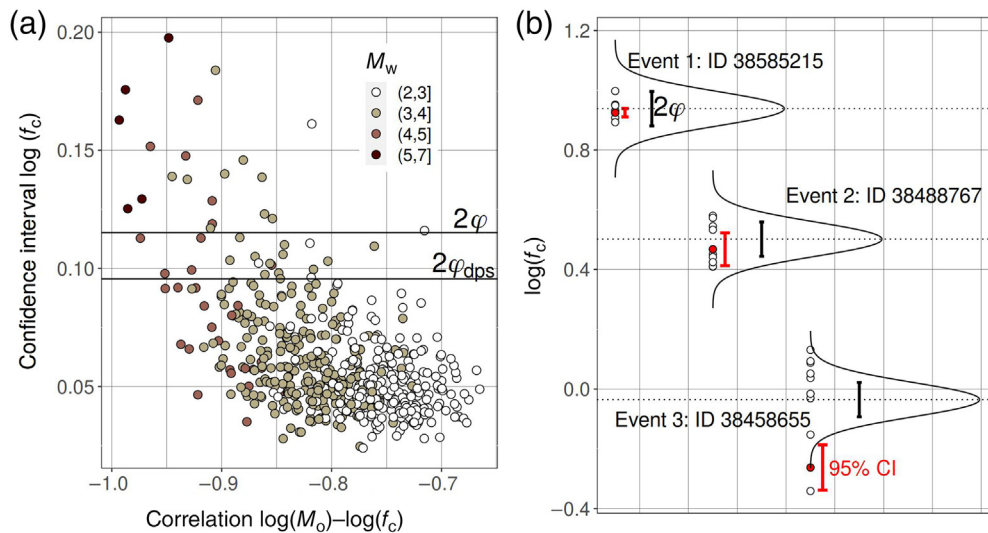 (a)
0.20
0.15
0.10
0.05
Confidence interval log (fc)
Mw
(2,3]
(3,4]
(4,5]
(5,7]
2φ
2φdps
−1.0
−0.9
−0.8
−0.7
Correlation log(Mo)−log(fc)
(b)
1.2
0.8
0.4
0.0
−0.4
log(fc)
Event 1: ID 38585215
2φ
Event 2: ID 38488767
Event 3: ID 38458655
95% CI